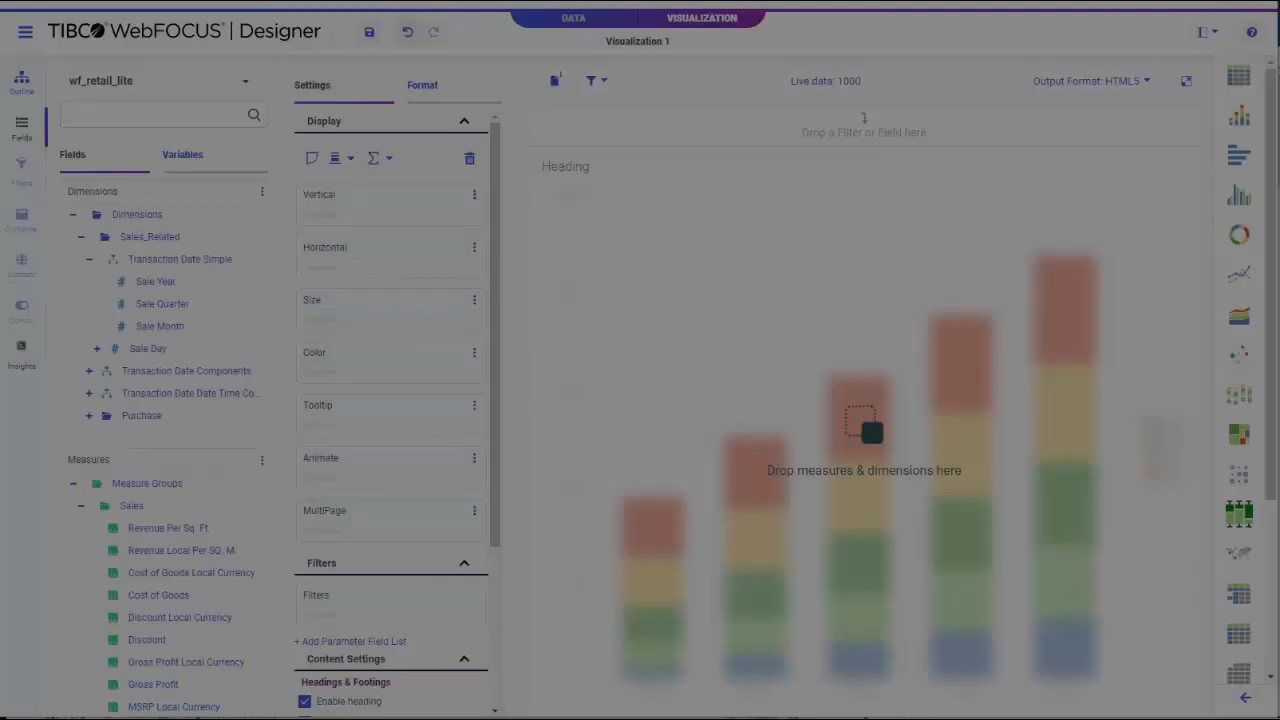 TIBCO WebFOCUS® | Designer
DATA
VISUALIZATION
Visualization 1
Outline
Fields
Filters
Insights
wf_retail_lite
Fields
Variables
Dimensions
Dimensions
Sales_Related
Transaction Date Simple
Sale Year
Sale Quarter
Sale Month
Sale Day
Transaction Date Components
Transaction Date Date Time Co...
Purchase
Measures
Measure Groups
Sales
Revenue Per Sq. Ft.
Revenue Local Per SQ. M.
Cost of Goods Local Currency
Cost of Goods
Discount Local Currency
Discount
Gross Profit Local Currency
Gross Profit
MSRP Local Currency
Settings
Format
Display
Vertical
Horizontal
Size
Color
Tooltip
Animate
MultiPage
Filters
Filters
+ Add Parameter Field List
Content Settings
Headings & Footings
Enable heading
Live data: 1000
Output Format: HTML5
Drop a Filter or Field here
Heading
Drop measures & dimensions here